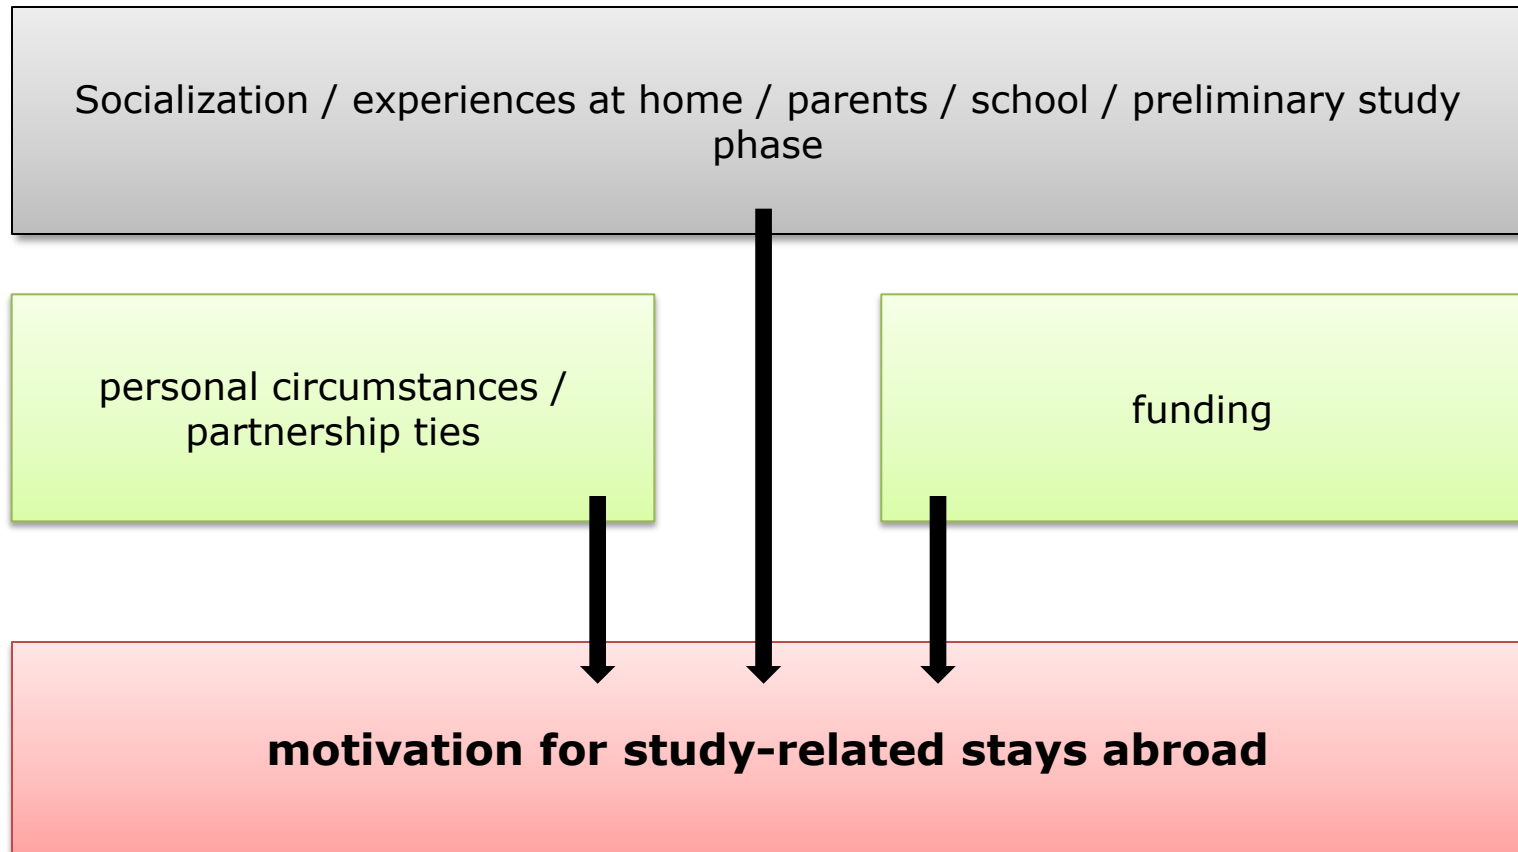 Socialization / experiences at home / parents / school / preliminary study
phase
personal circumstances /
partnership ties
funding
motivation for study-related stays abroad